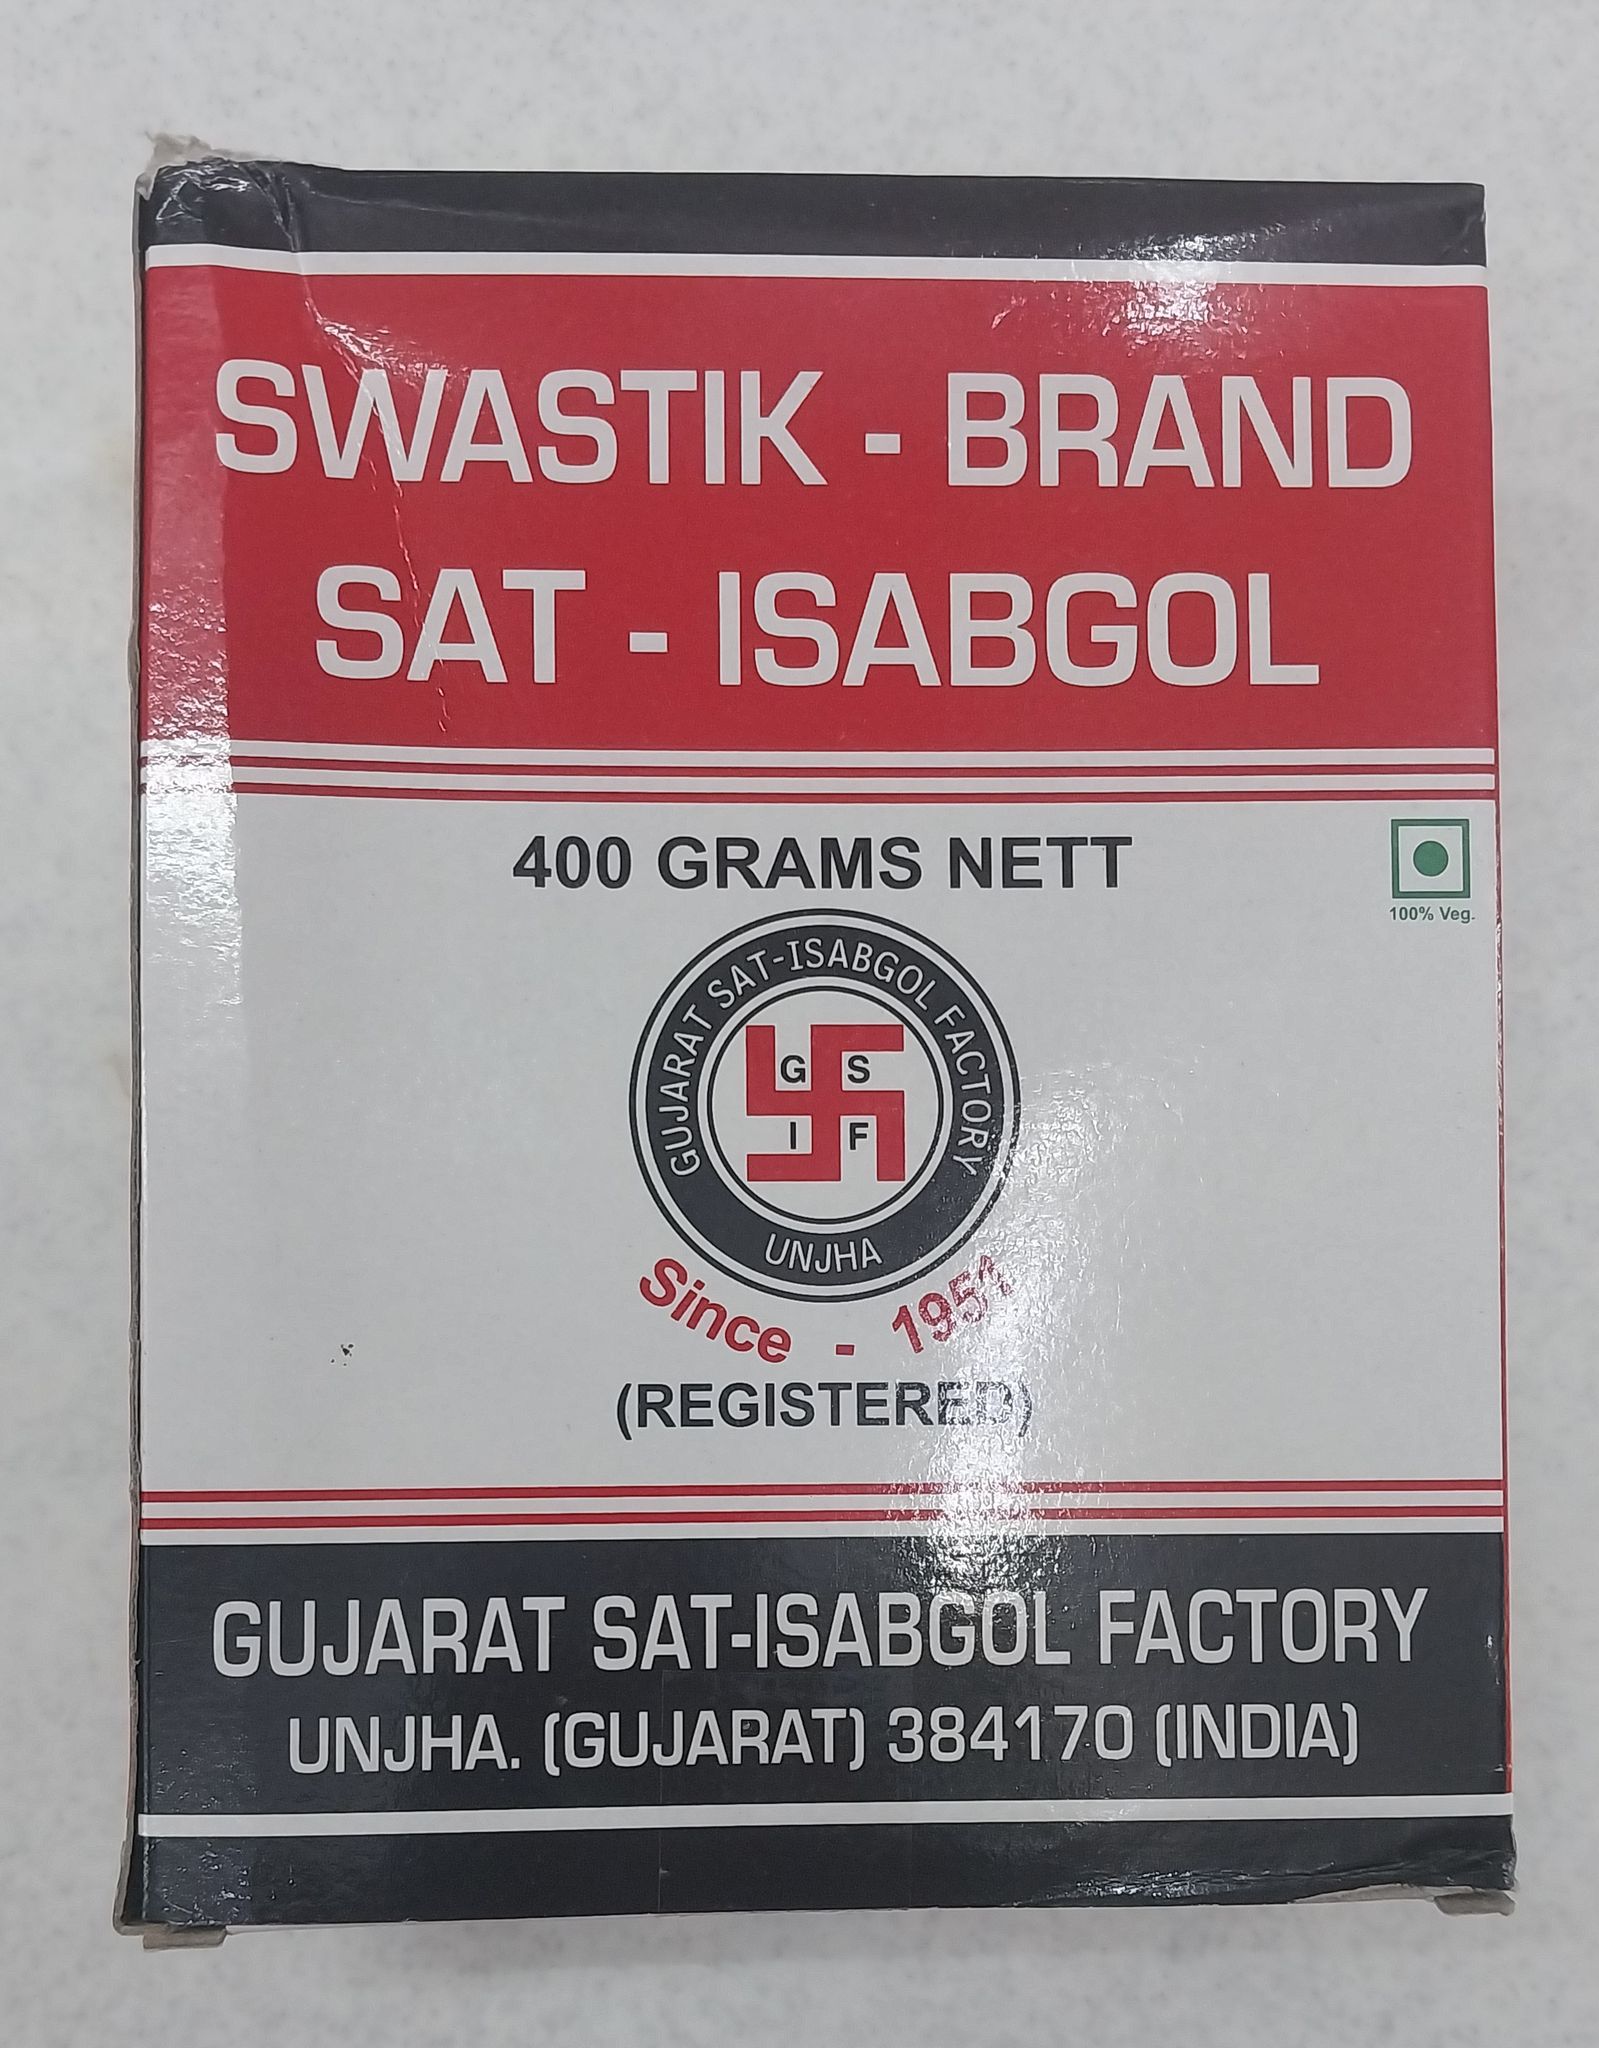 SWASTIK - BRAND
SAT - ISABGOL
400 GRAMS NETT
100% Veg.
GUJARAT SAT-ISABGOL FACTORY
G S
I F
UNJHA
Since -
(REGISTERED)
GUJARAT SAT-ISABGOL FACTORY
UNJHA. (GUJARAT) 384170 (INDIA)